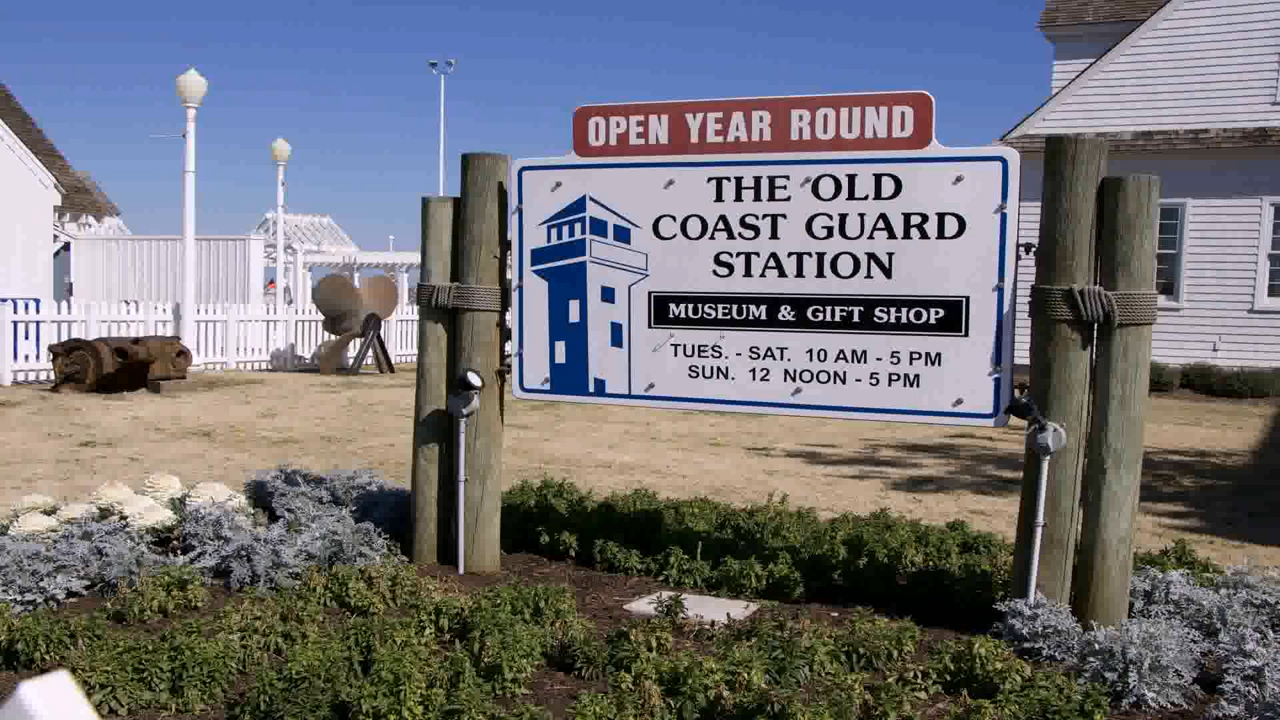 OPEN YEAR ROUND
THE OLD
COAST GUARD
STATION
MUSEUM & GIFT SHOP
TUES. - SAT. 10 AM - 5 PM
SUN. 12 NOON - 5 PM